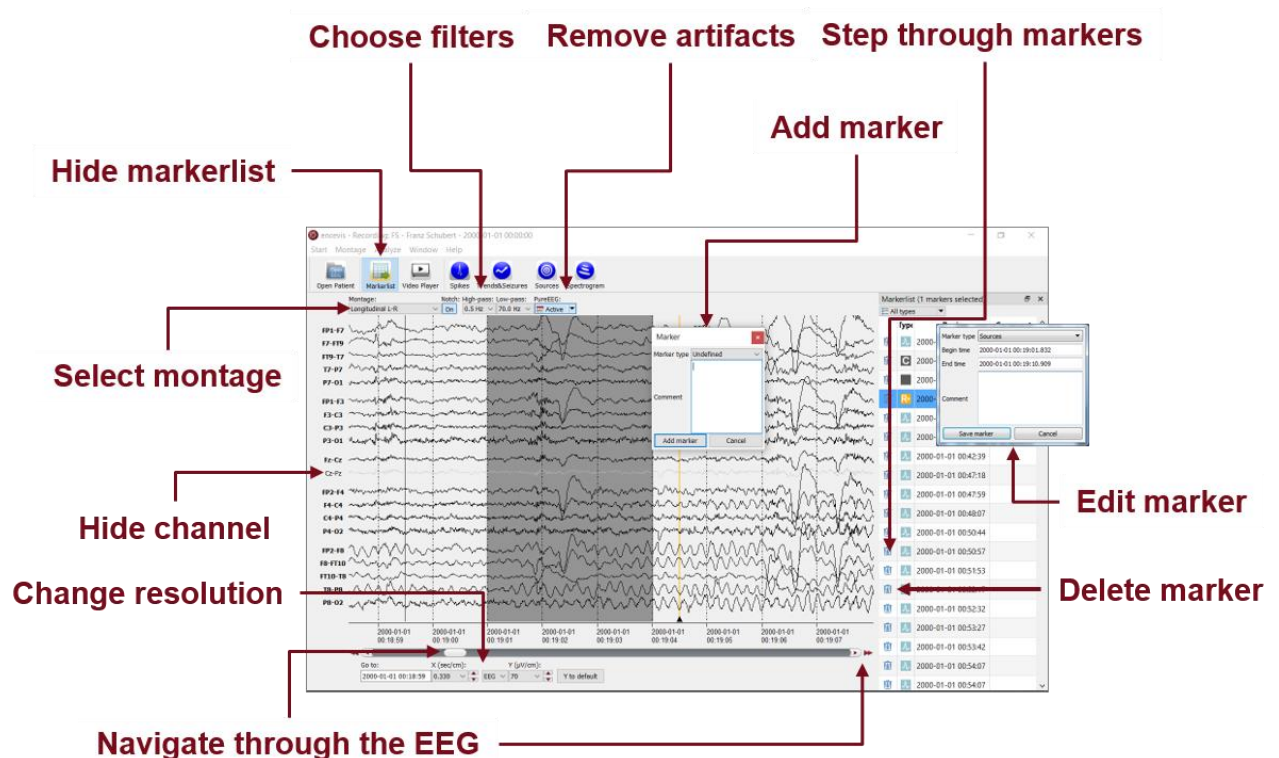 Choose filters
Remove artifacts
Step through markers
Add marker
Hide markerlist
encevis - Recording: FS - Franz Schubert - 2000-01-01 00:00:00
Start Montage Analyze Window Help
Open Patient Markerlist Video Player Spikes Trends&Seizures Sources Spectrogram
Montage: Notch: High-pass: Low-pass: PureEEG:
Longitudinal L-R On 0.5 Hz 70.0 Hz Active
Markerlist (1 markers selected)
All types
Select montage
Hide channel
Change resolution
FP1-F7
F7-FT9
FT9-T7
T7-P7
P7-O1
FP1-F3
F3-C3
C3-P3
P3-O1
Fz-Cz
Cz-Pz
FP2-F4
F4-C4
C4-P4
P4-O2
FP2-F8
F8-FT10
FT10-T8
T8-P8
P8-O2
Marker
Marker type Undefined
Comment
Add marker Cancel
Type
2000-
2000-
2000-
2000-
2000-
2000-
Marker type Sources
Begin time 2000-01-01 00:19:01.832
End time 2000-01-01 00:19:10.909
Comment
Save marker Cancel
2000-01-01 00:42:39
2000-01-01 00:47:18
2000-01-01 00:47:59
2000-01-01 00:48:07
2000-01-01 00:50:44
2000-01-01 00:50:57
2000-01-01 00:51:53
2000-01-01 00:52:32
2000-01-01 00:53:27
2000-01-01 00:53:42
2000-01-01 00:54:07
2000-01-01 00:54:07
Edit marker
Delete marker
2000-01-01 2000-01-01 2000-01-01 2000-01-01 2000-01-01 2000-01-01 2000-01-01 2000-01-01 2000-01-01
00:18:59 00:19:00 00:19:01 00:19:02 00:19:03 00:19:04 00:19:05 00:19:06 00:19:07
Go to: X (sec/cm): Y (µV/cm):
2000-01-01 00:18:59 0.330 EEG 70 Y to default
Navigate through the EEG